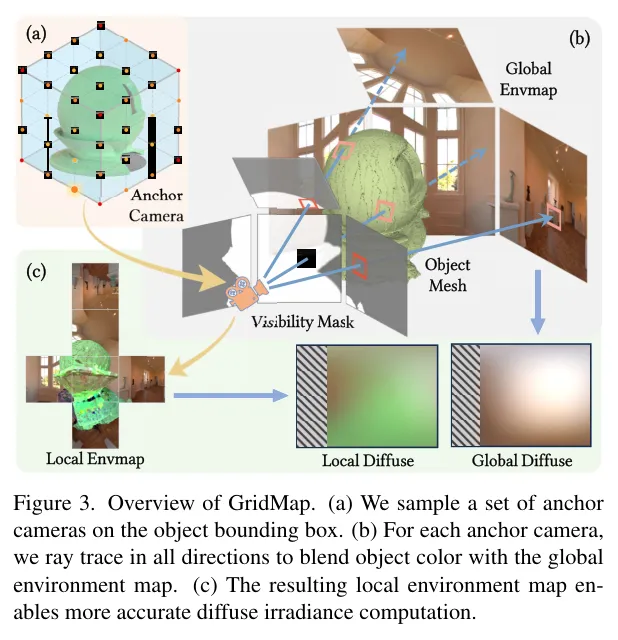 (a)
(b)
Global
Envmap
Anchor
Camera
Object
Mesh
(c)
Visibility Mask
Local Envmap
Local Diffuse
Global Diffuse
Figure 3. Overview of GridMap. (a) We sample a set of anchor
cameras on the object bounding box. (b) For each anchor camera,
we ray trace in all directions to blend object color with the global
environment map. (c) The resulting local environment map en-
ables more accurate diffuse irradiance computation.